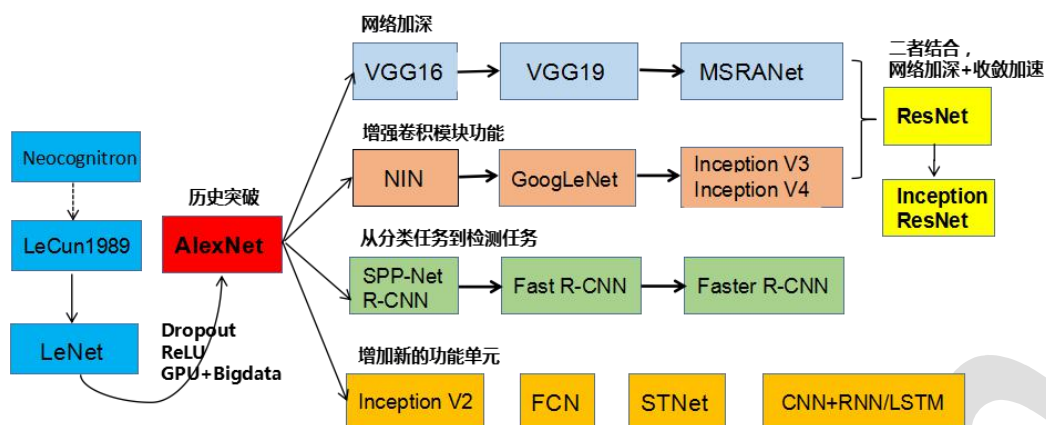 网络加深
VGG16
VGG19
MSRANet
二者结合，
网络加深+收敛加速
ResNet
Inception
ResNet
增强卷积模块功能
NIN
GoogLeNet
Inception V3
Inception V4
Neocognitron
LeCun1989
LeNet
历史突破
AlexNet
Dropout
ReLU
GPU+Bigdata
从分类任务到检测任务
SPP-Net
R-CNN
Fast R-CNN
Faster R-CNN
增加新的功能单元
Inception V2
FCN
STNet
CNN+RNN/LSTM